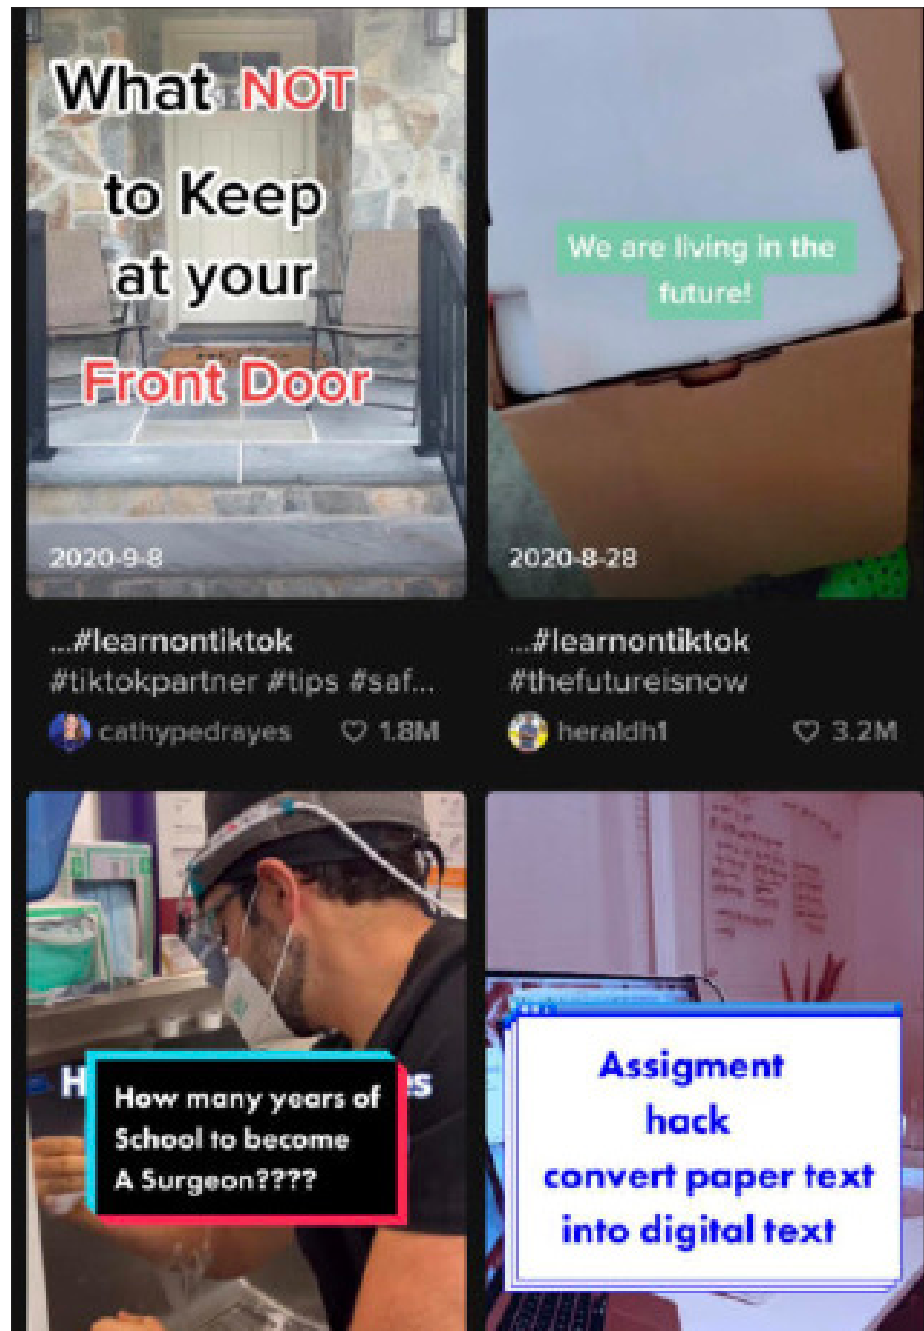 What NOT
to Keep
at your
Front Door
2020-9-8
...#learnontiktok
#tiktokpartner #tips #saf...
cathypedrayes
1.8M
We are living in the
future!
2020-8-28
...#learnontiktok
#thefutureisnow
heraldh1
3.2M
How many years of
School to become
A Surgeon????
Assigment
hack
convert paper text
into digital text